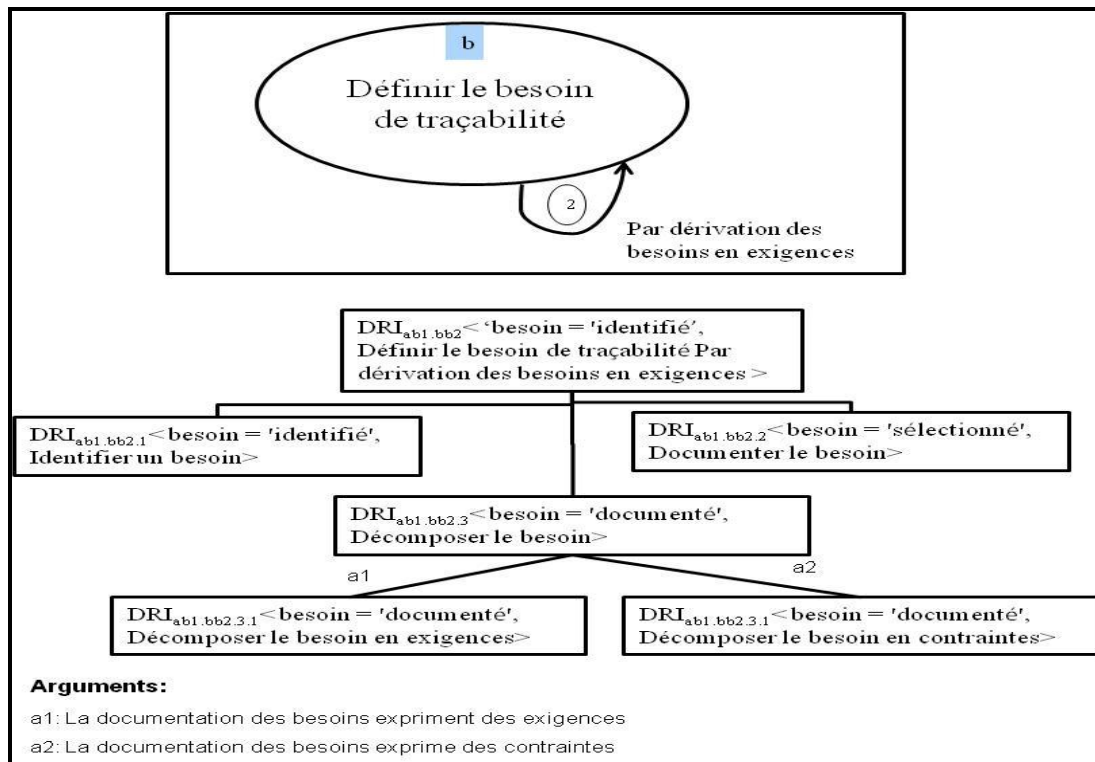 b
Définir le besoin
de traçabilité
2
Par dérivation des
besoins en exigences
DRIab1.bb2< ‘besoin = 'identifié’,
Définir le besoin de traçabilité Par
dérivation des besoins en exigences >
DRIab1.bb2.1<besoin = 'identifié',
Identifier un besoin>
DRIab1.bb2.2<besoin = 'sélectionné',
Documenter le besoin>
DRIab1.bb2.3<besoin = 'documenté',
Décomposer le besoin>
a1
a2
DRIab1.bb2.3.1<besoin = 'documenté',
Décomposer le besoin en exigences>
DRIab1.bb2.3.1<besoin = 'documenté',
Décomposer le besoin en contraintes>
Arguments:
a1: La documentation des besoins expriment des exigences
a2: La documentation des besoins exprime des contraintes